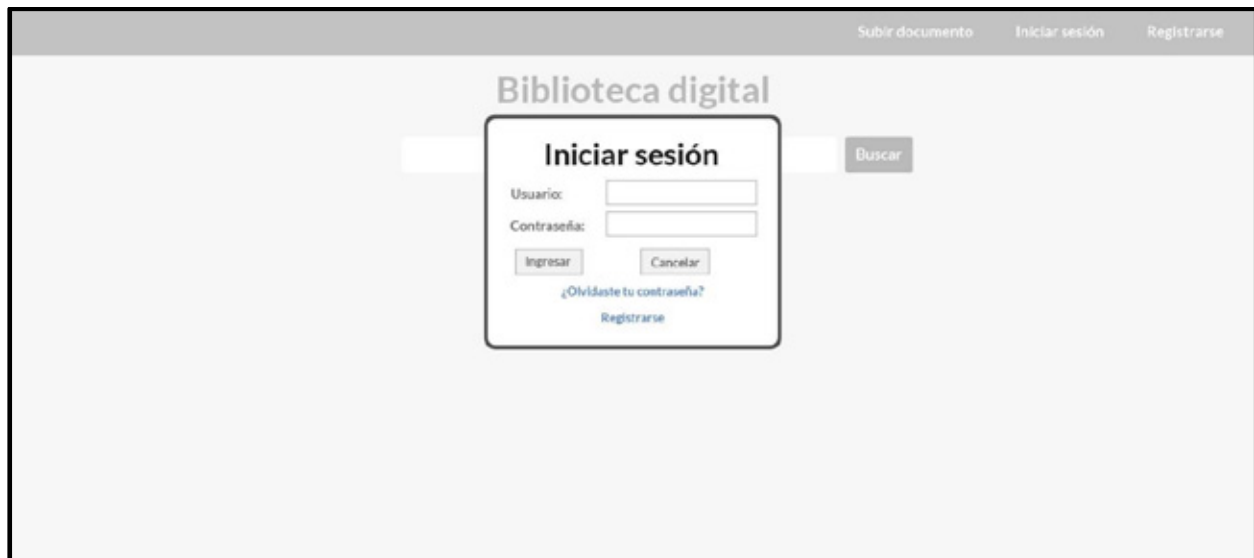 Subir documento Iniciar sesión Registrarse
Biblioteca digital
Buscar
Iniciar sesión
Usuario:
Contraseña:
Ingresar Cancelar
¿Olvidaste tu contraseña?
Registrarse